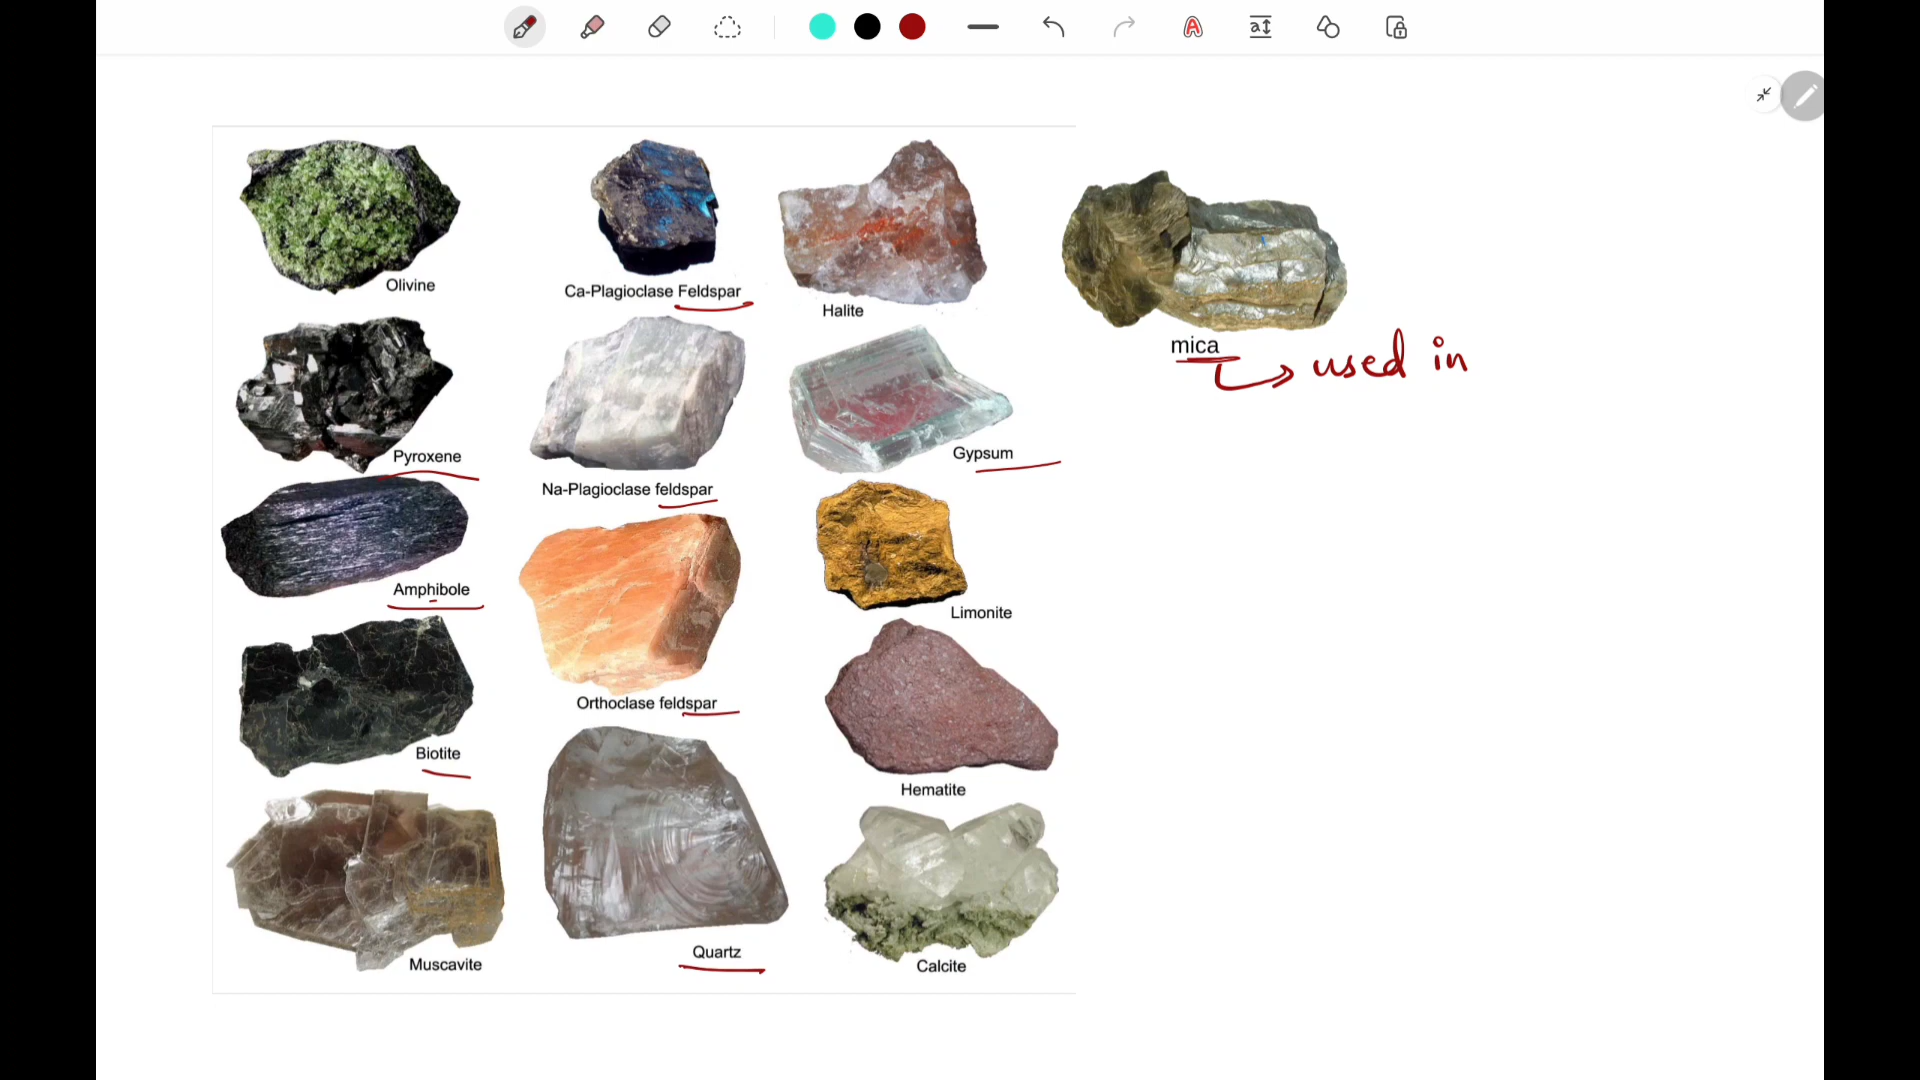 Olivine
Ca-Plagioclase Feldspar
Halite
mica
used in
Pyroxene
Na-Plagioclase feldspar
Gypsum
Amphibole
Orthoclase feldspar
Limonite
Biotite
Hematite
Muscavite
Quartz
Calcite